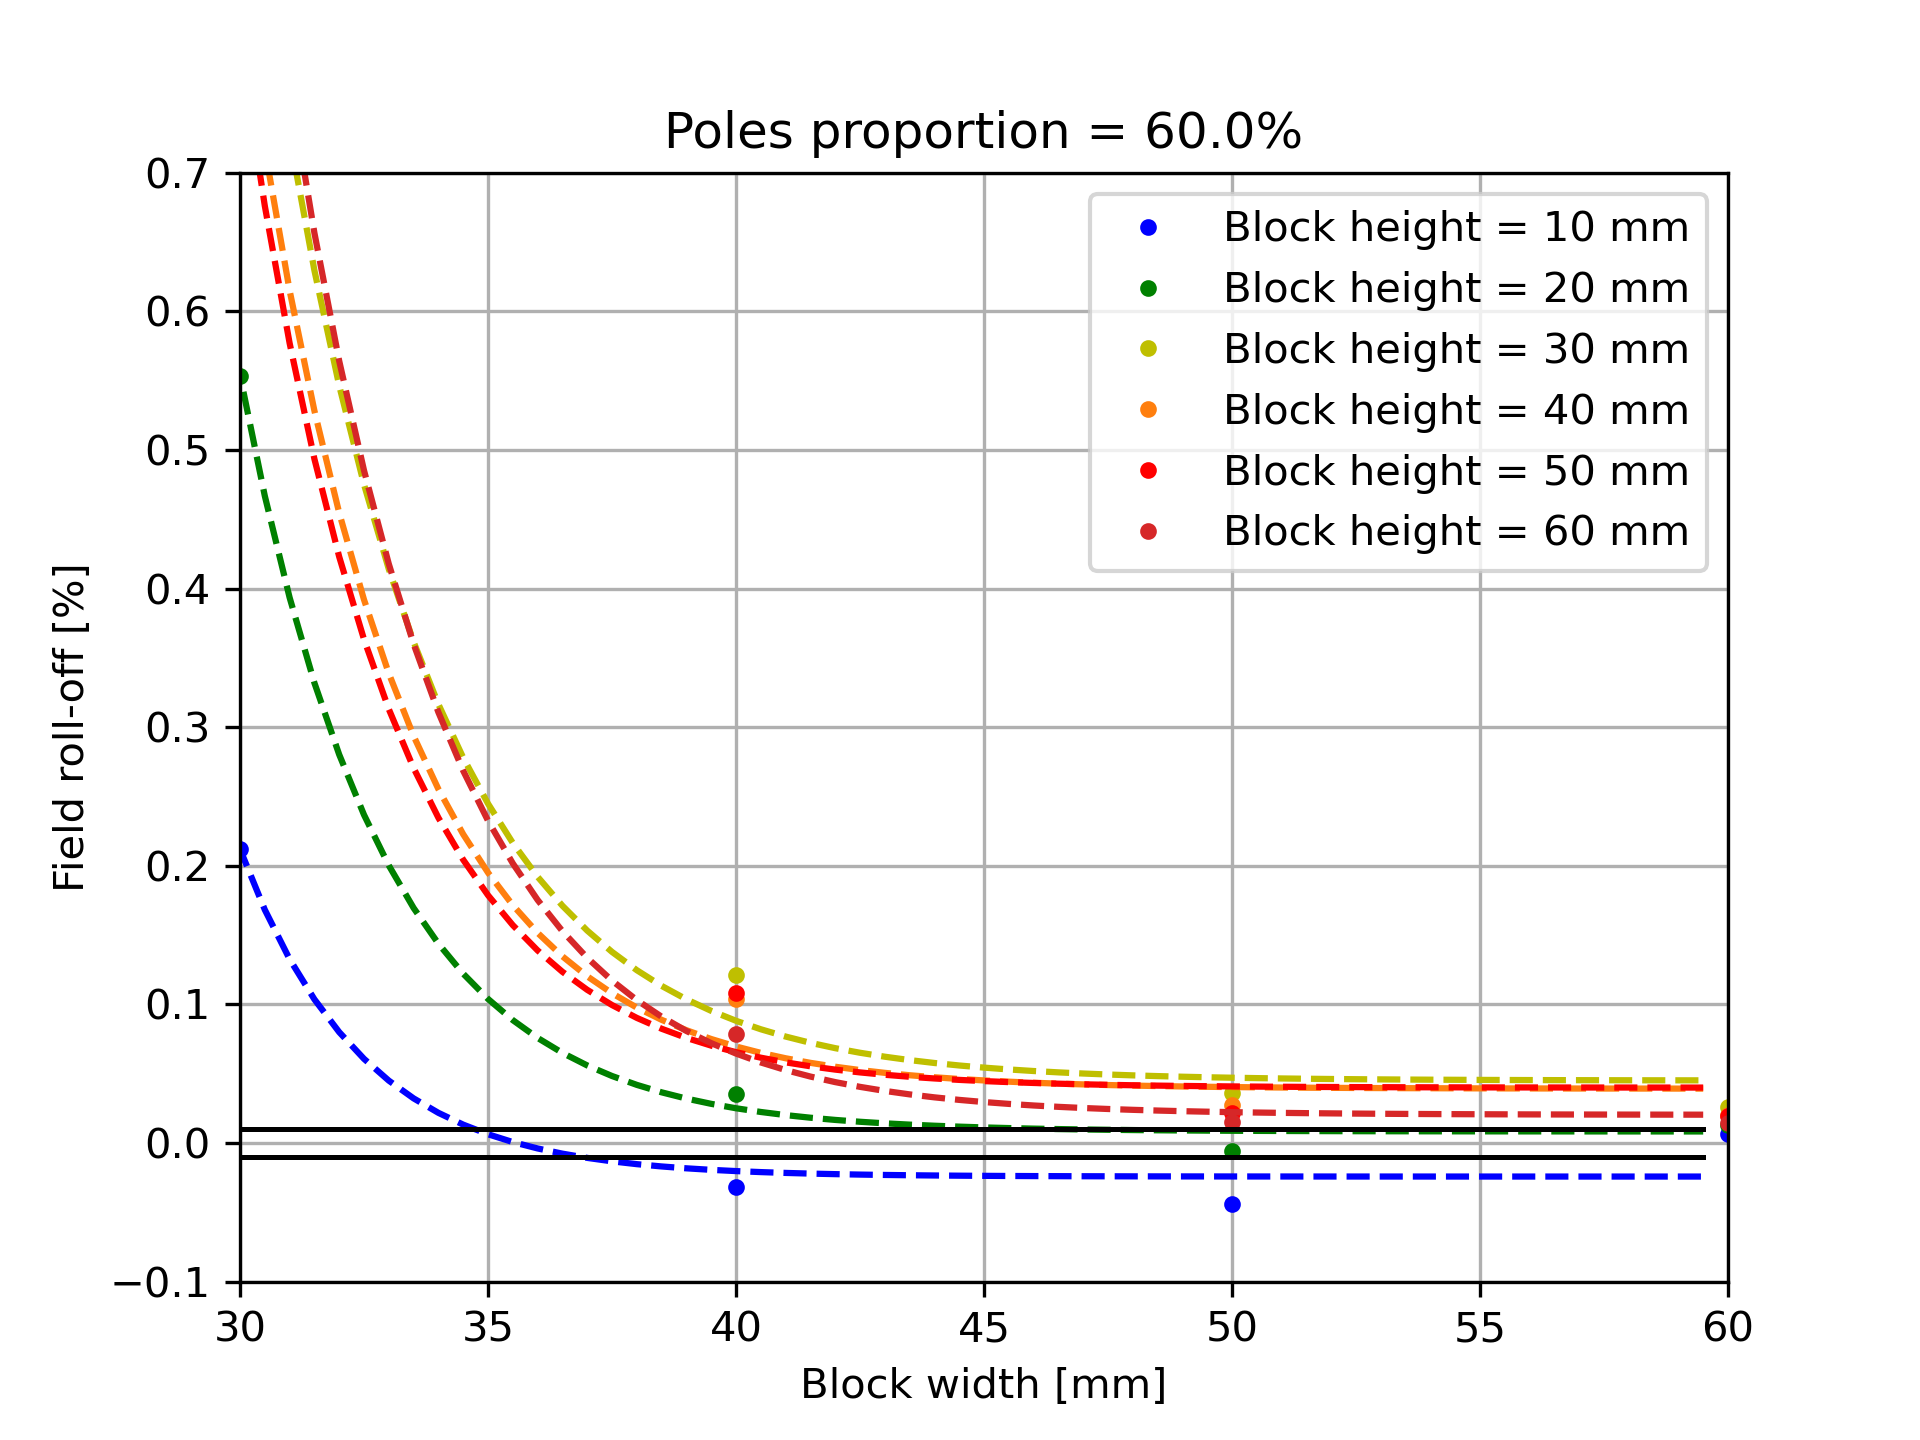 Poles proportion = 60.0%
0.7
0.6
0.5
0.4
0.3
0.2
0.1
0.0
−0.1
Field roll-off [%]
Block height = 10 mm
Block height = 20 mm
Block height = 30 mm
Block height = 40 mm
Block height = 50 mm
Block height = 60 mm
30 35 40 45 50 55 60
Block width [mm]